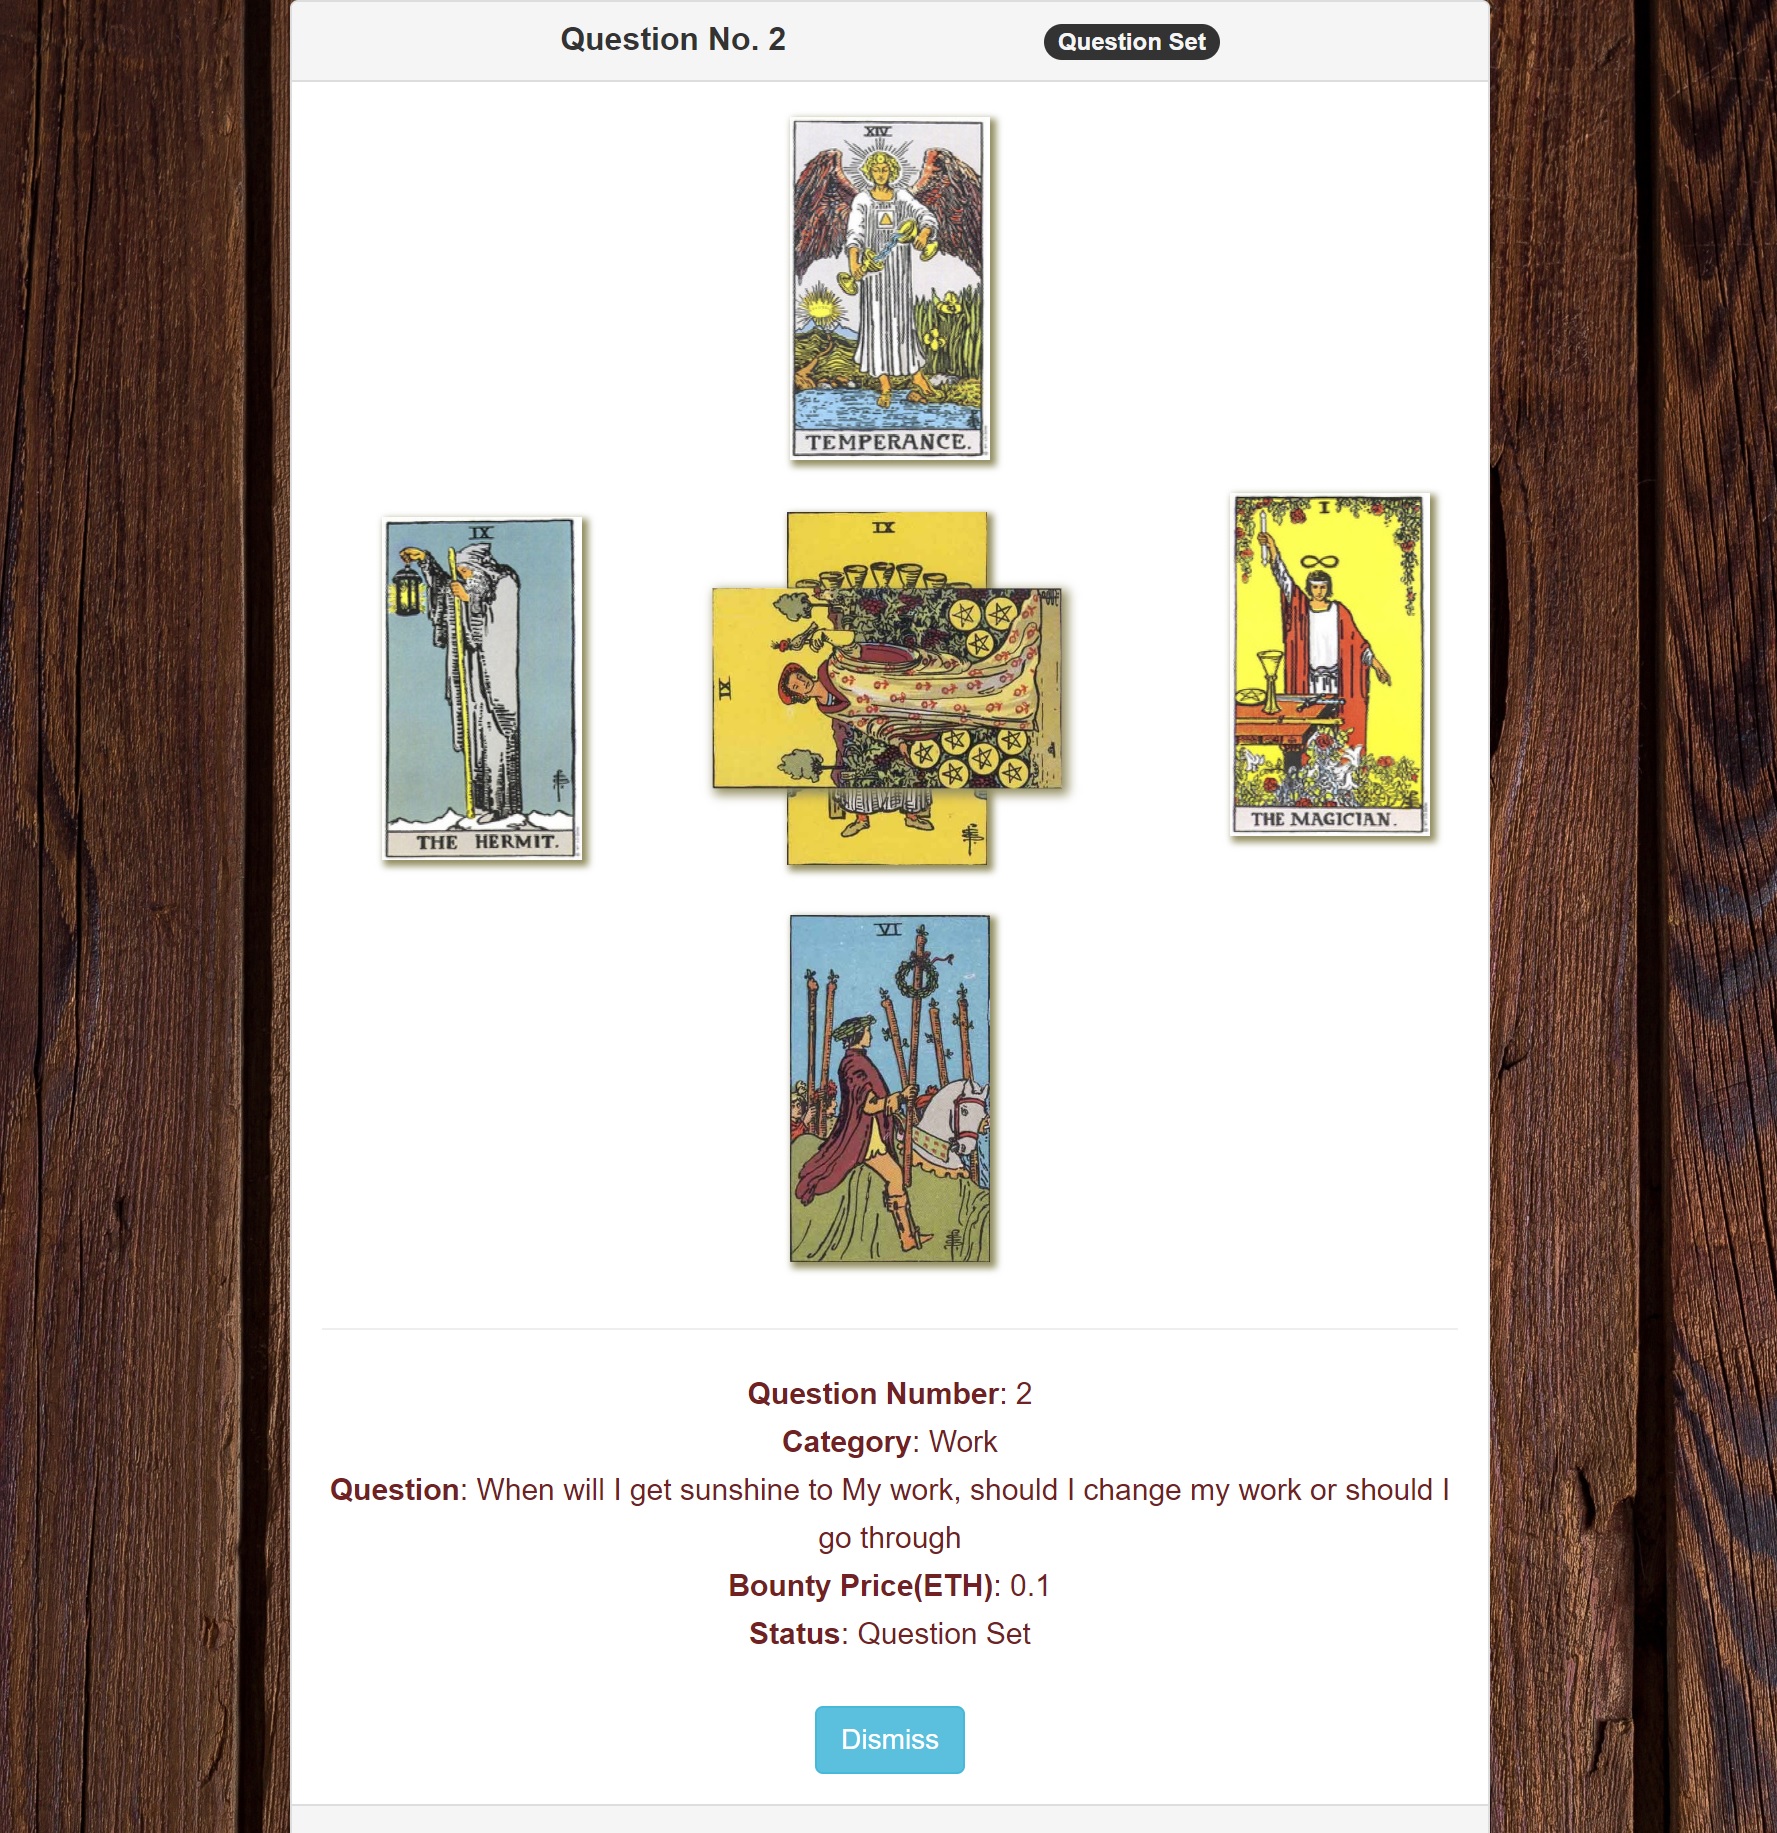 Question No. 2
Question Set
XIV
TEMPERANCE.
IX
THE HERMIT.
IX
IX
I
THE MAGICIAN.
VI
Question Number: 2
Category: Work
Question: When will I get sunshine to My work, should I change my work or should I
go through
Bounty Price(ETH): 0.1
Status: Question Set
Dismiss